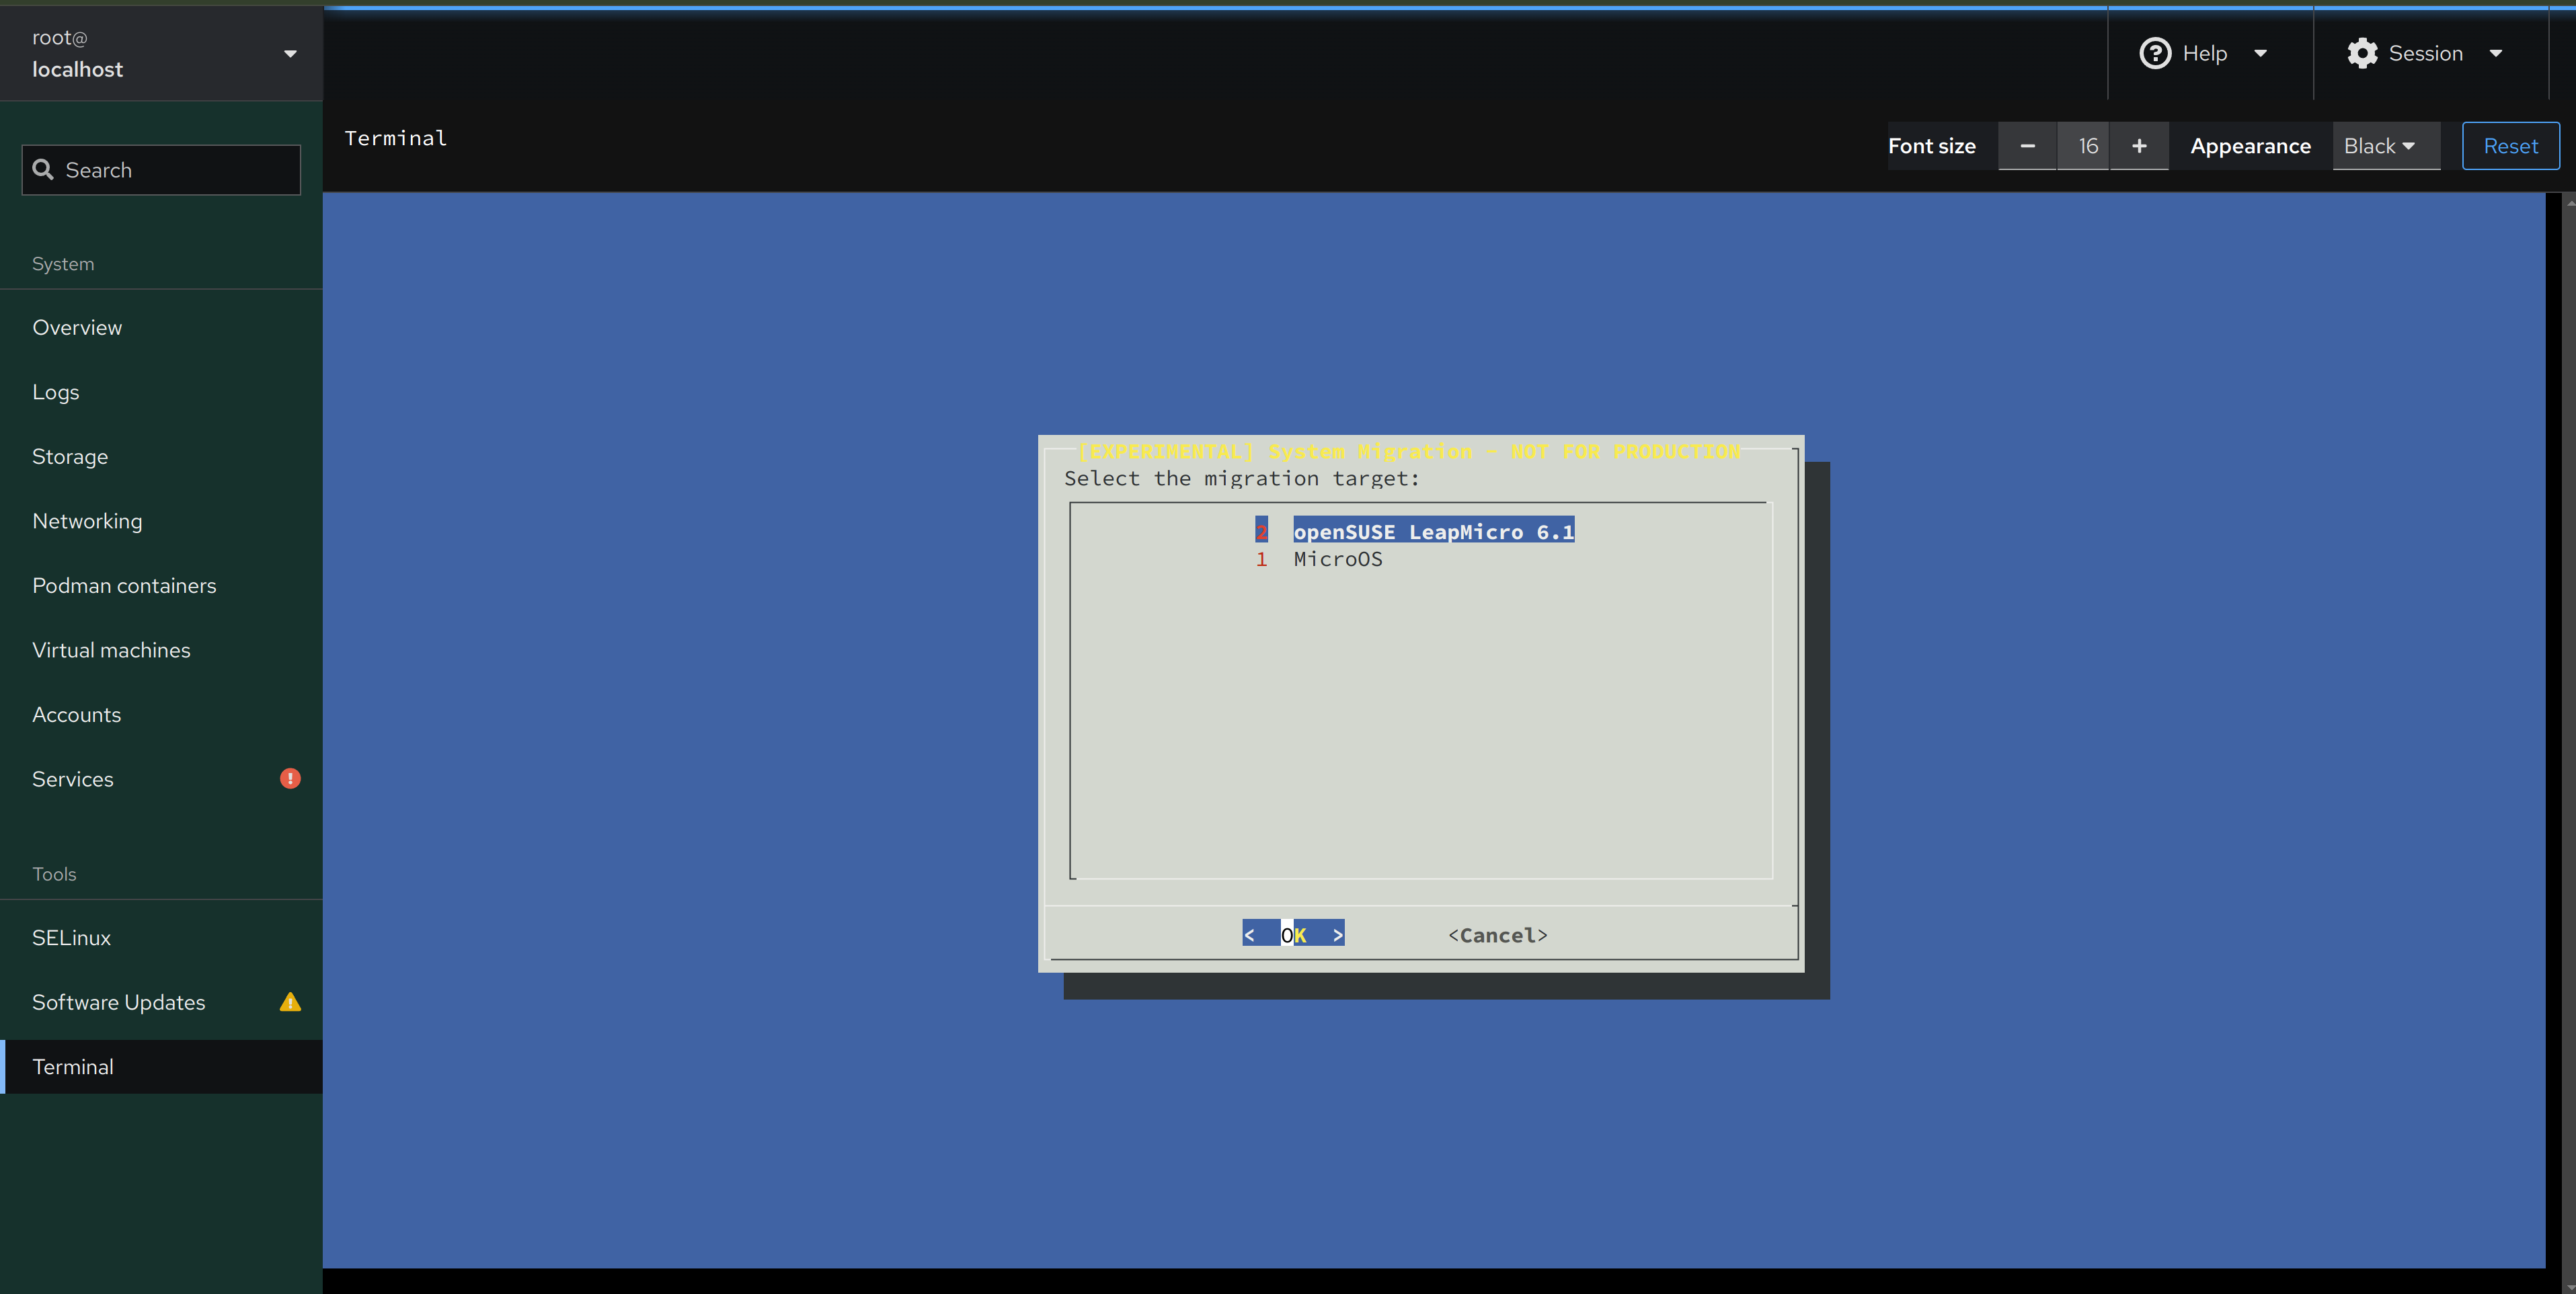 root@
localhost
Help
Session
Terminal
Font size
16
Appearance
Black
Reset
Search
System
Overview
Logs
Storage
Networking
Podman containers
Virtual machines
Accounts
Services
Tools
SELinux
Software Updates
Terminal
[EXPERIMENTAL] System Migration - NOT FOR PRODUCTION
Select the migration target:
2 openSUSE LeapMicro 6.1
1 MicroOS
< OK > <Cancel>